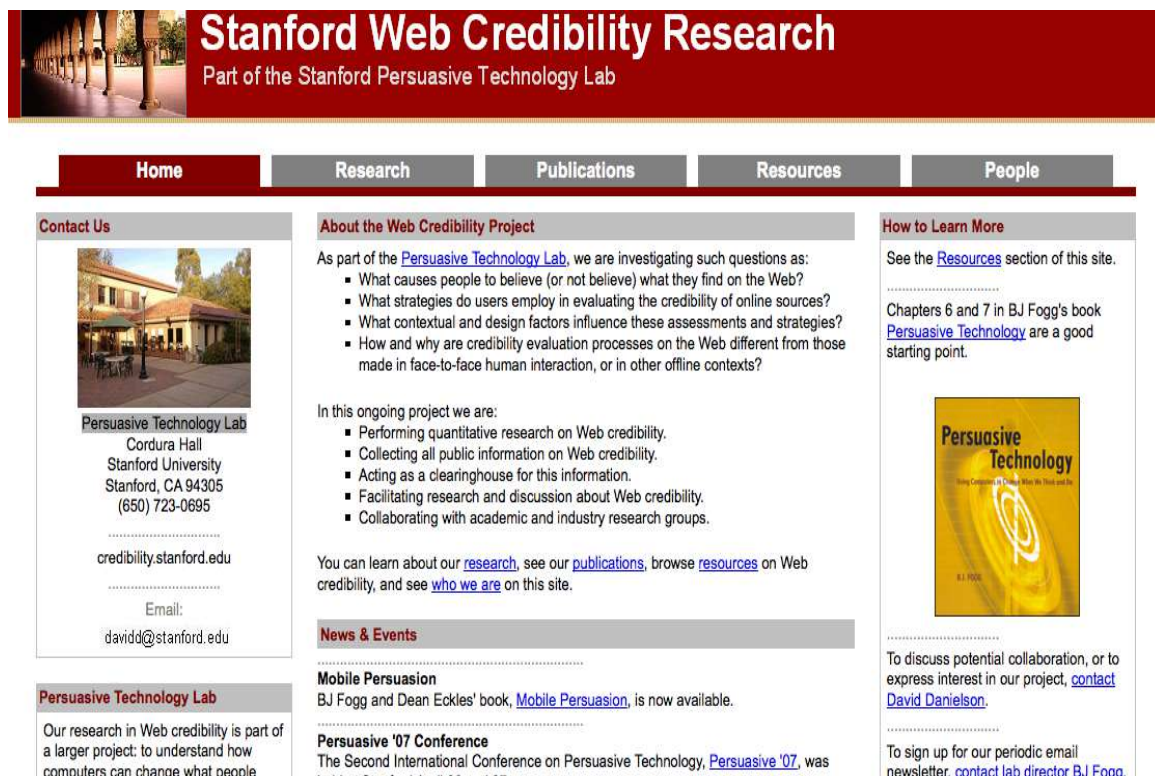 Stanford Web Credibility Research
Part of the Stanford Persuasive Technology Lab
Home
Research
Publications
Resources
People
Contact Us
Persuasive Technology Lab
Cordura Hall
Stanford University
Stanford, CA 94305
(650) 723-0695
credibility.stanford.edu
Email:
davidd@stanford.edu
Persuasive Technology Lab
Our research in Web credibility is part of
a larger project: to understand how
computers can change what people
About the Web Credibility Project
As part of the Persuasive Technology Lab, we are investigating such questions as:
▪ What causes people to believe (or not believe) what they find on the Web?
▪ What strategies do users employ in evaluating the credibility of online sources?
▪ What contextual and design factors influence these assessments and strategies?
▪ How and why are credibility evaluation processes on the Web different from those
made in face-to-face human interaction, or in other offline contexts?
In this ongoing project we are:
▪ Performing quantitative research on Web credibility.
▪ Collecting all public information on Web credibility.
▪ Acting as a clearinghouse for this information.
▪ Facilitating research and discussion about Web credibility.
▪ Collaborating with academic and industry research groups.
You can learn about our research, see our publications, browse resources on Web
credibility, and see who we are on this site.
News & Events
Mobile Persuasion
BJ Fogg and Dean Eckles' book, Mobile Persuasion, is now available.
Persuasive '07 Conference
The Second International Conference on Persuasive Technology, Persuasive '07, was
How to Learn More
See the Resources section of this site.
Chapters 6 and 7 in BJ Fogg's book
Persuasive Technology are a good
starting point.
Persuasive
Technology
Using Computers to Change What We Think and Do
B.J. FOGG
To discuss potential collaboration, or to
express interest in our project, contact
David Danielson.
To sign up for our periodic email
newsletter, contact lab director BJ Fogg.